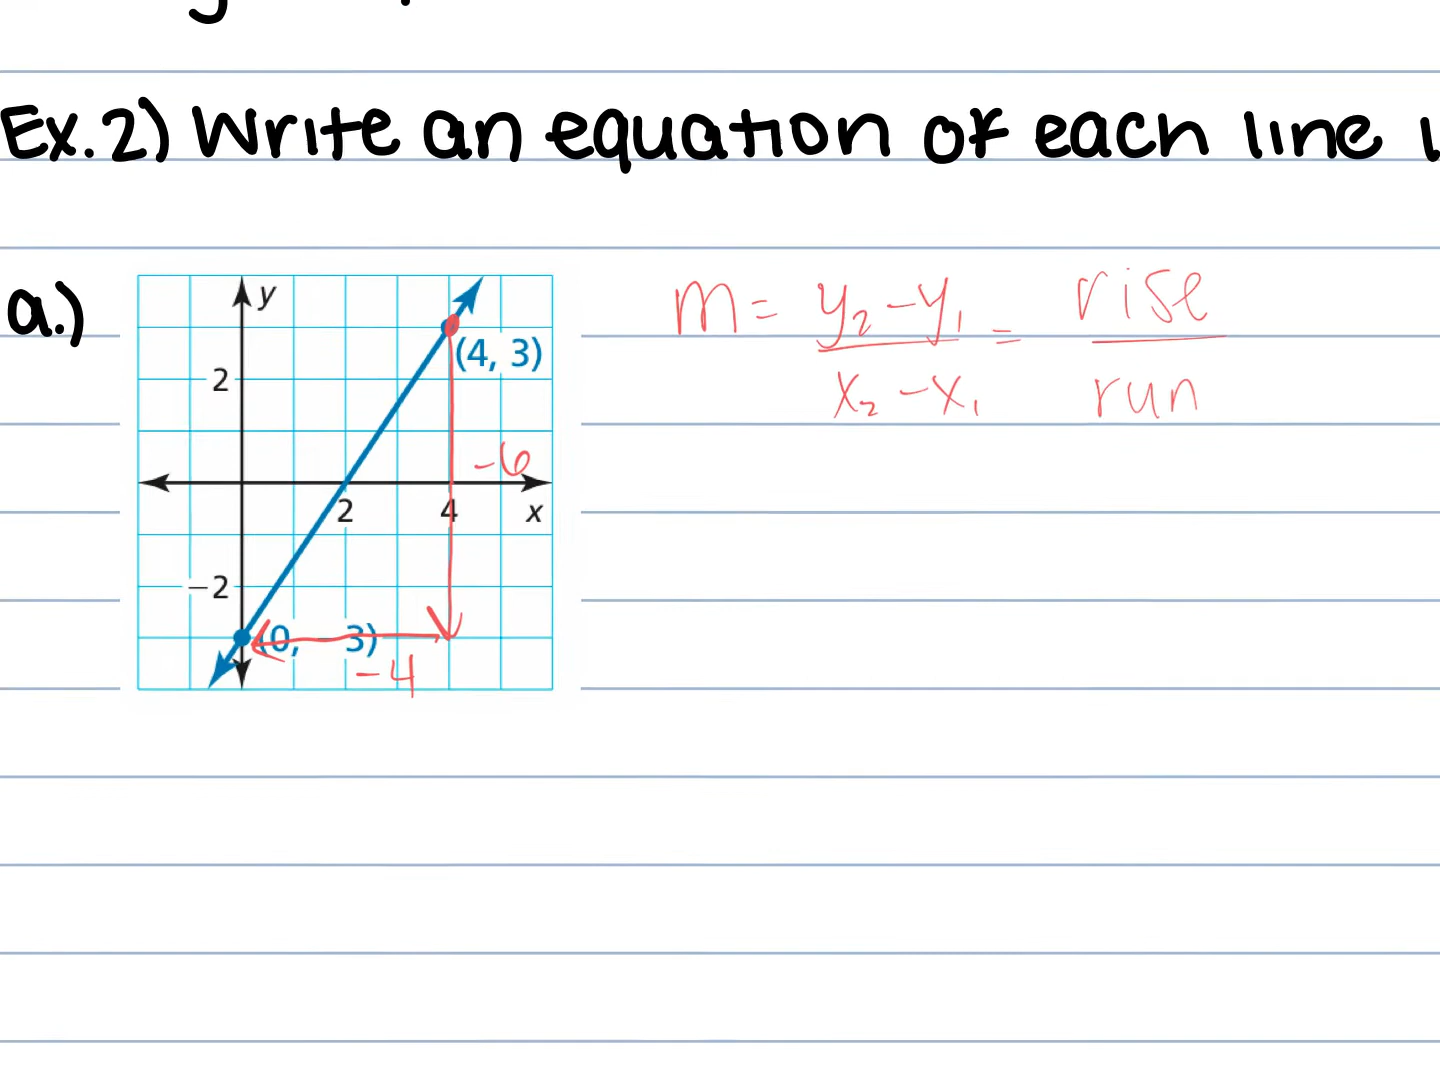 Ex.2) Write an equation of each line
a.)
y
(4, 3)
2
-6
2 4 x
−2
(0, 3)
-4
m = y₂ - y₁ = rise
x₂ - x₁ run